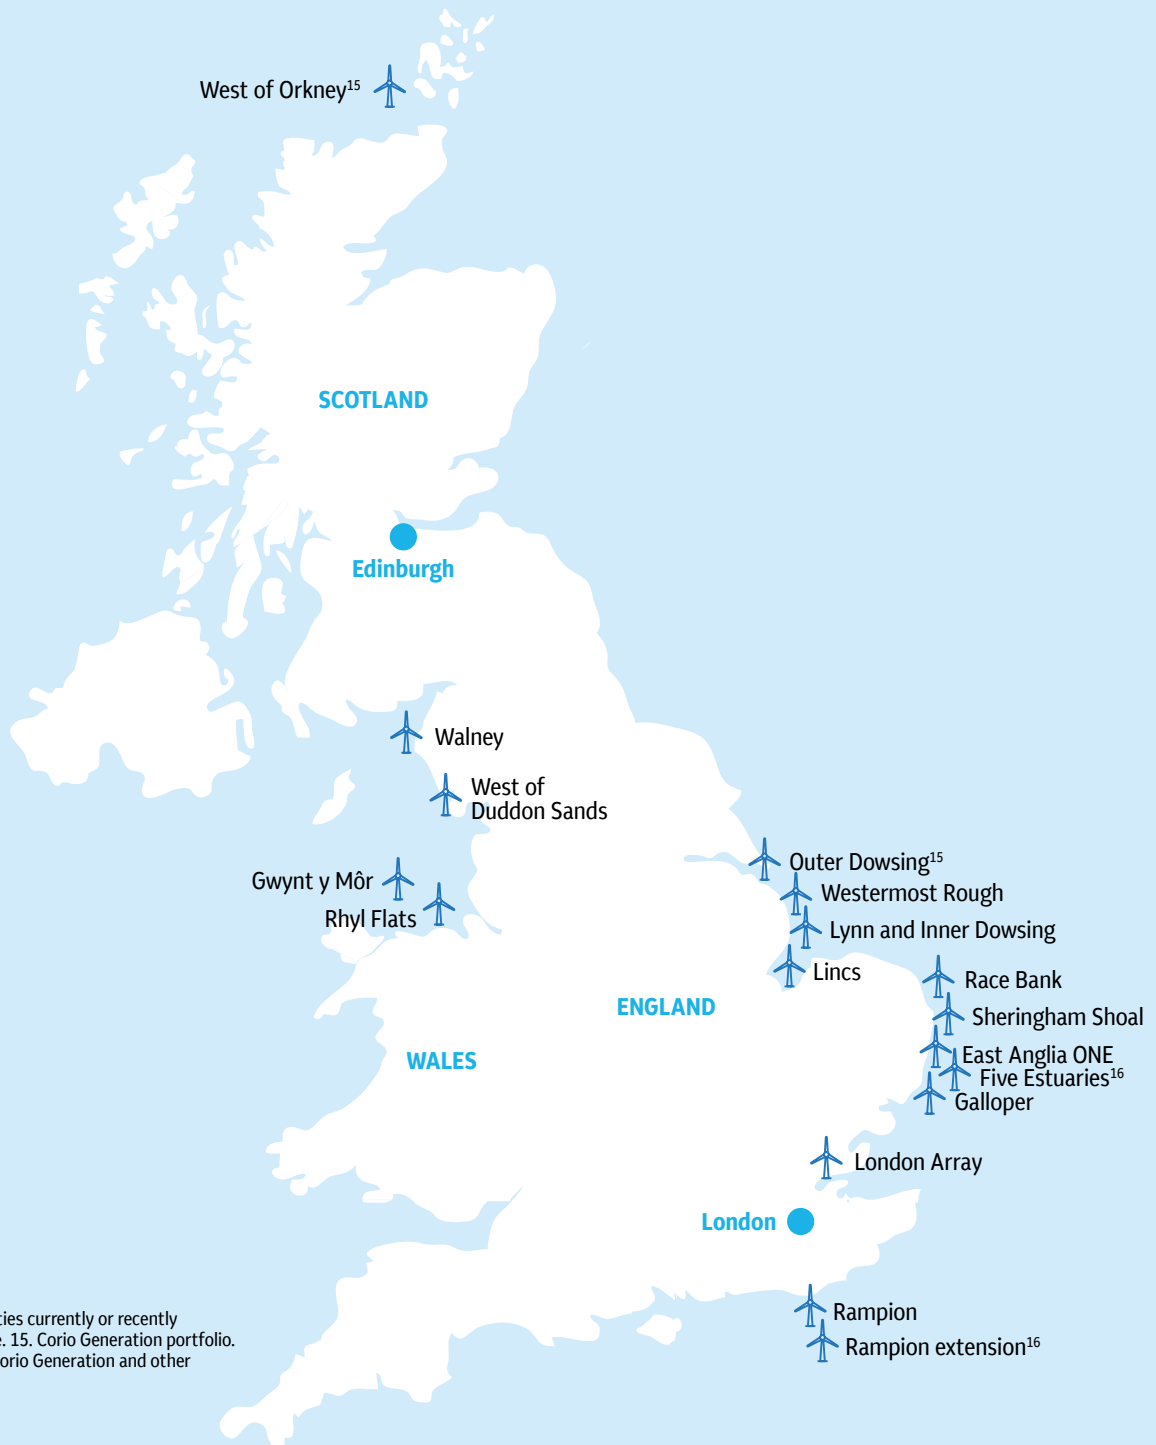 West of Orkney15
SCOTLAND
Edinburgh
Walney
West of
Duddon Sands
Gwynt y Môr
Rhyl Flats
Outer Dowsing15
Westermost Rough
Lynn and Inner Dowsing
Lincs
Race Bank
ENGLAND
Sheringham Shoal
WALES
East Anglia ONE
Five Estuaries16
Galloper
London Array
London
Rampion
Rampion extension16
ties currently or recently
e. 15. Corio Generation portfolio.
orio Generation and other